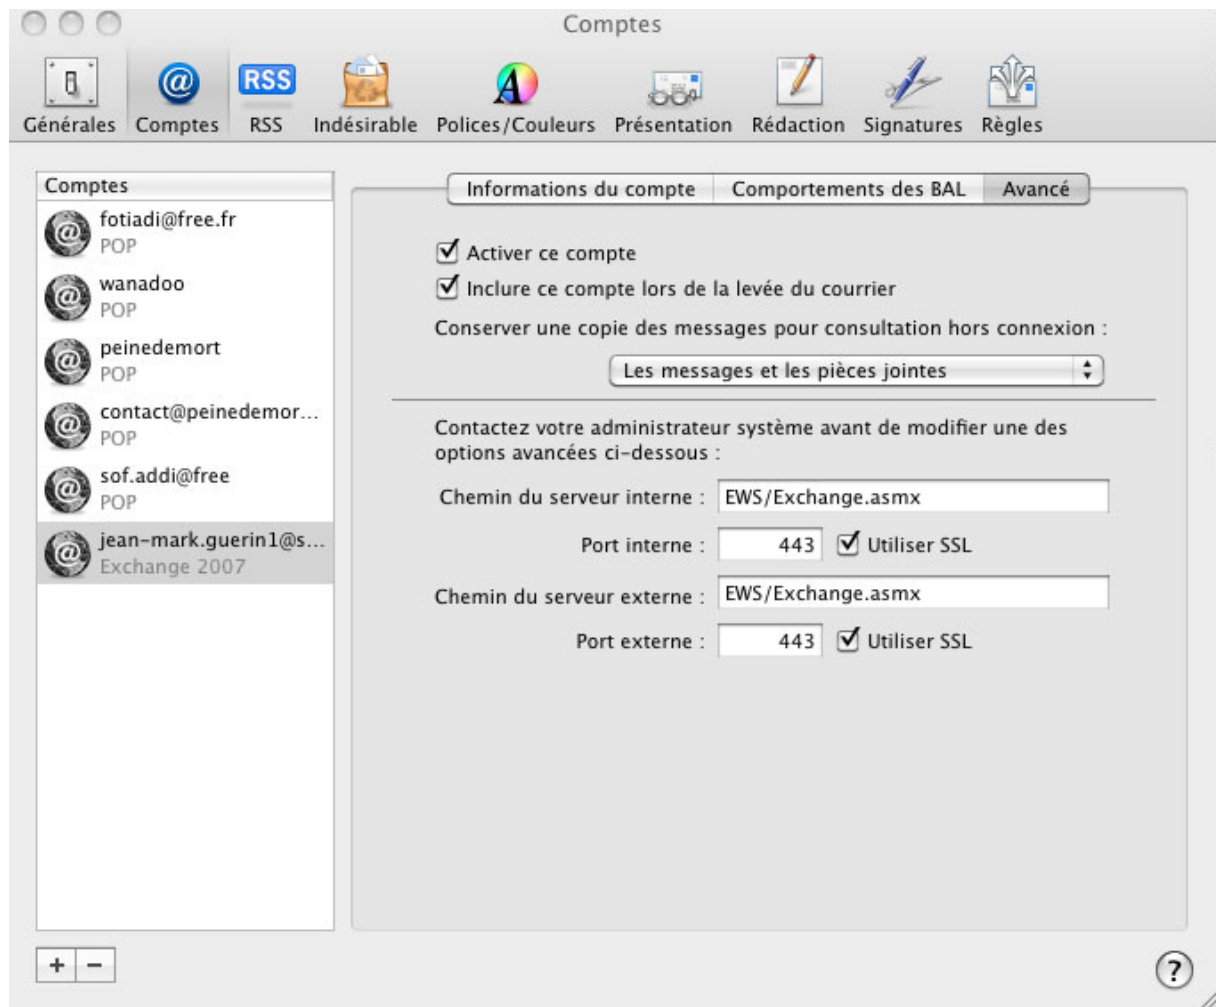 Comptes
Générales Comptes RSS Indésirable Polices/Couleurs Présentation Rédaction Signatures Règles
Comptes
fotiadi@free.fr
POP
wanadoo
POP
peinedemort
POP
contact@peinedemor...
POP
sof.addi@free
POP
jean-mark.guerin1@s...
Exchange 2007
Informations du compte Comportements des BAL Avancé
Activer ce compte
Inclure ce compte lors de la levée du courrier
Conserver une copie des messages pour consultation hors connexion :
Les messages et les pièces jointes
Contactez votre administrateur système avant de modifier une des
options avancées ci-dessous :
Chemin du serveur interne : EWS/Exchange.asmx
Port interne : 443 Utiliser SSL
Chemin du serveur externe : EWS/Exchange.asmx
Port externe : 443 Utiliser SSL
+ − ?